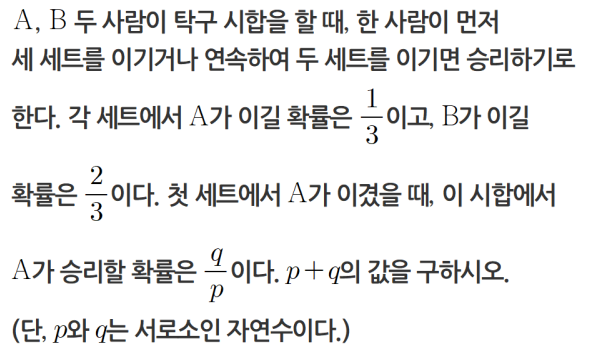 A, B 두 사람이 탁구 시합을 할 때, 한 사람이 먼저
세 세트를 이기거나 연속하여 두 세트를 이기면 승리하기로
한다. 각 세트에서 A가 이길 확률은 1/3이고, B가 이길
확률은 2/3이다. 첫 세트에서 A가 이겼을 때, 이 시합에서
A가 승리할 확률은 q/p이다. p+q의 값을 구하시오.
(단, p와 q는 서로소인 자연수이다.)